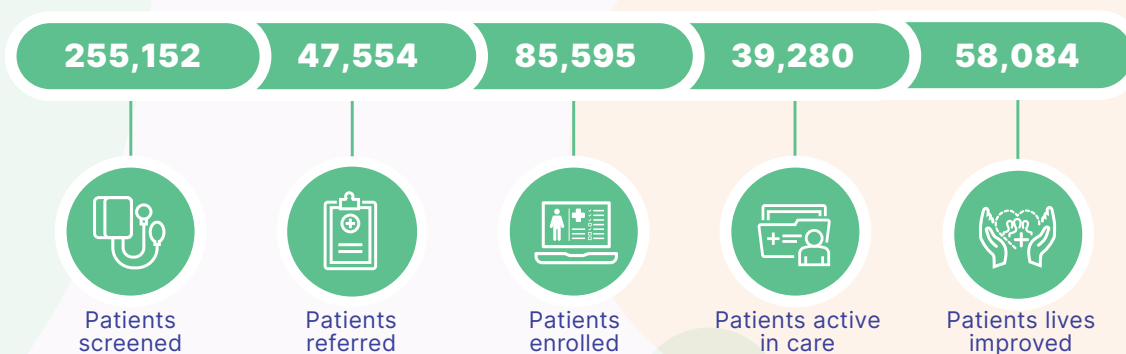 255,152
47,554
85,595
39,280
58,084
Patients
screened
Patients
referred
Patients
enrolled
Patients active
in care
Patients lives
improved